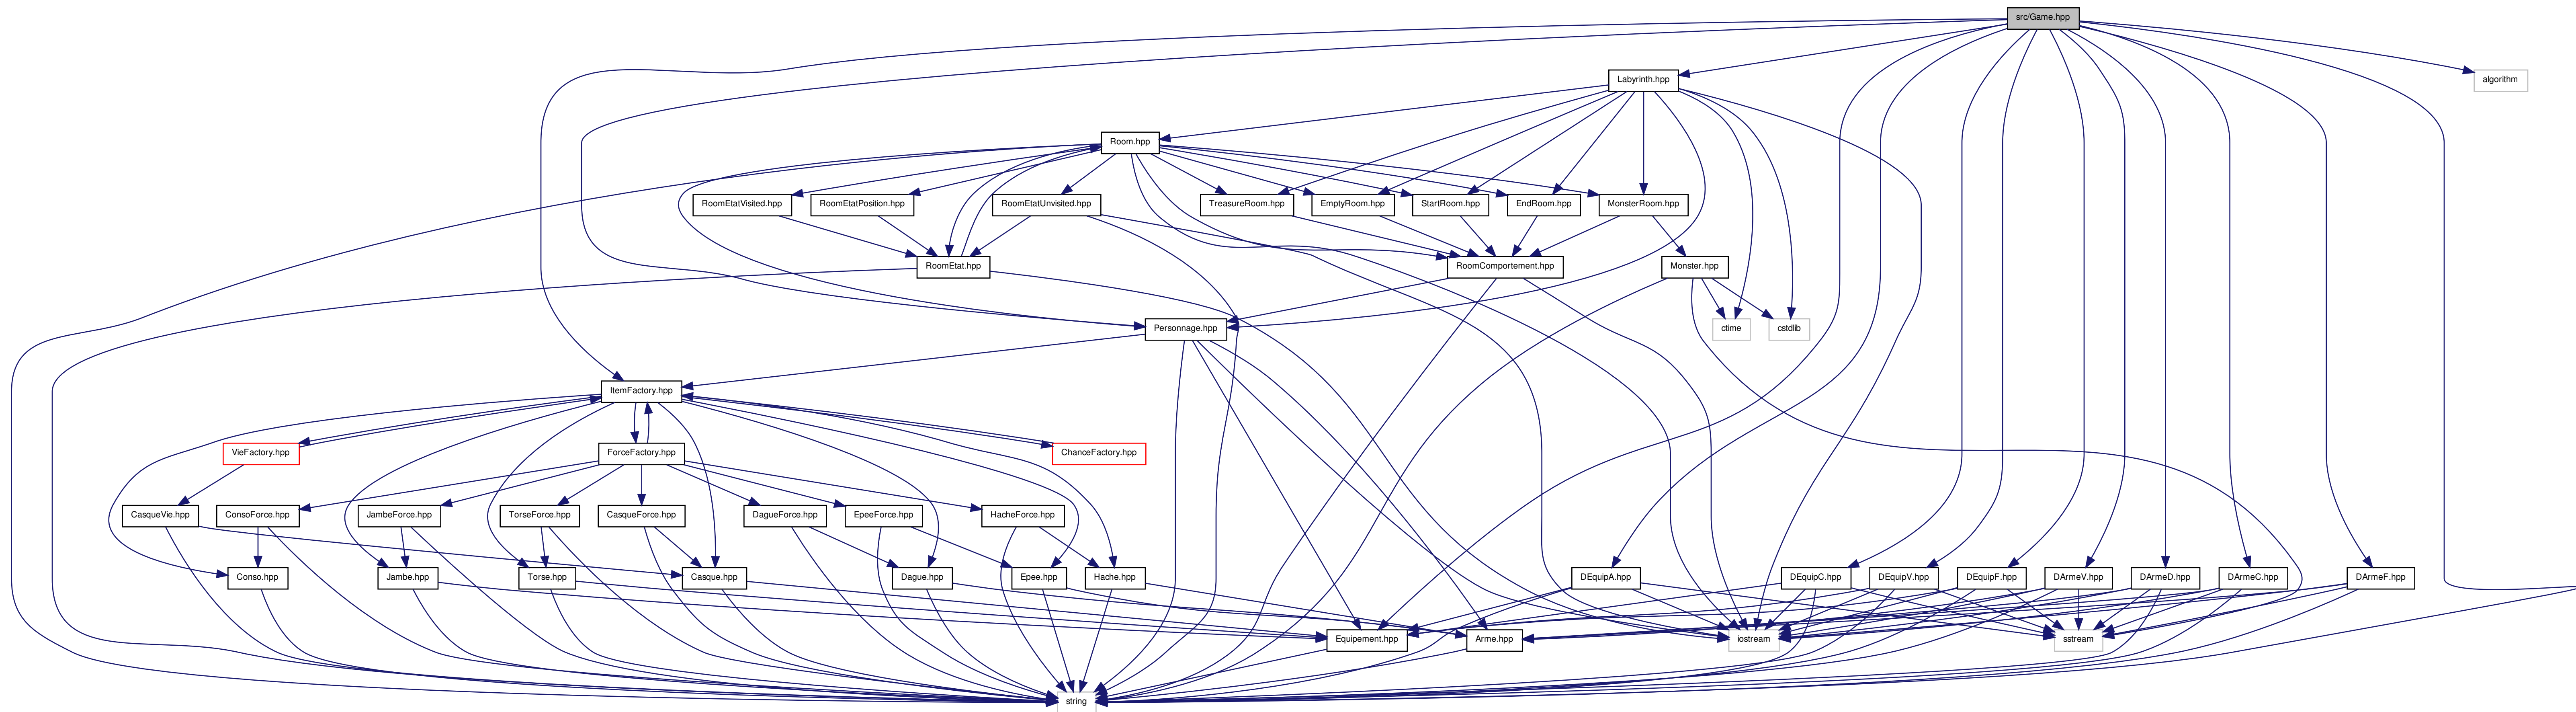 src/Game.hpp
Labyrinth.hpp
algorithm
Room.hpp
RoomEtatVisited.hpp
RoomEtatPosition.hpp
RoomEtatUnvisited.hpp
TreasureRoom.hpp
EmptyRoom.hpp
StartRoom.hpp
EndRoom.hpp
MonsterRoom.hpp
RoomEtat.hpp
RoomComportement.hpp
Monster.hpp
Personnage.hpp
ctime
cstdlib
ItemFactory.hpp
VieFactory.hpp
ForceFactory.hpp
ChanceFactory.hpp
CasqueVie.hpp
ConsoForce.hpp
JambeForce.hpp
TorseForce.hpp
CasqueForce.hpp
DagueForce.hpp
EpeeForce.hpp
HacheForce.hpp
Conso.hpp
Jambe.hpp
Torse.hpp
Casque.hpp
Dague.hpp
Epee.hpp
Hache.hpp
DEquipA.hpp
DEquipC.hpp
DEquipV.hpp
DEquipF.hpp
DArmeV.hpp
DArmeD.hpp
DArmeC.hpp
DArmeF.hpp
Equipement.hpp
Arme.hpp
iostream
sstream
string